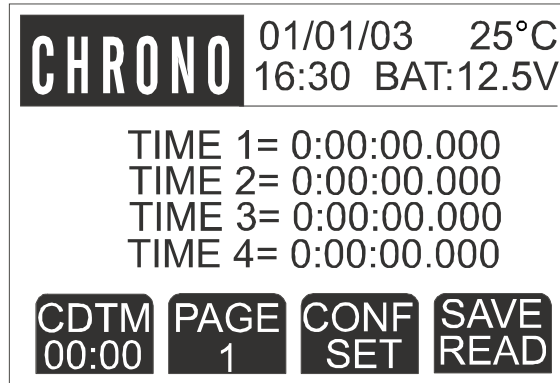 CHRONO
01/01/03 25°C
16:30 BAT:12.5V
TIME 1= 0:00:00.000
TIME 2= 0:00:00.000
TIME 3= 0:00:00.000
TIME 4= 0:00:00.000
CDTM
00:00
PAGE
1
CONF
SET
SAVE
READ